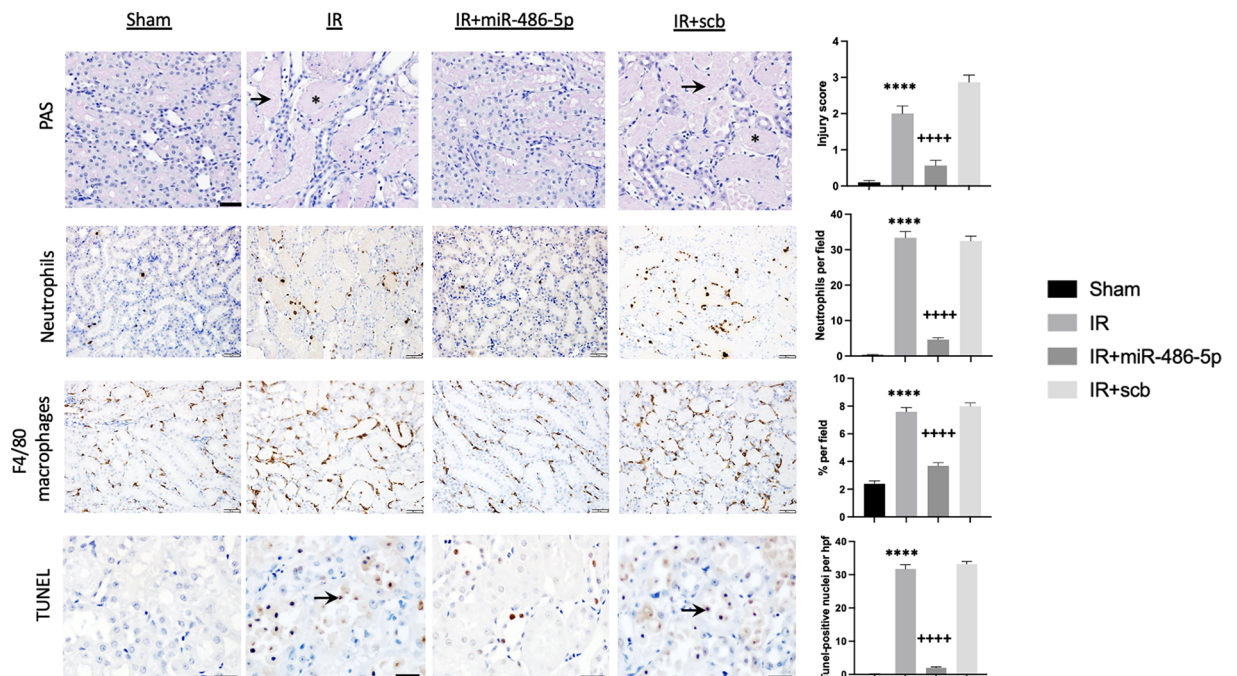 Sham IR IR+miR-486-5p IR+scb
PAS
* *
Injury score
4
3
2
1
0
****
++++
Neutrophils
Neutrophils per field
40
30
20
10
0
****
++++
F4/80
macrophages
% per field
10
8
6
4
2
0
****
++++
TUNEL
Tunel-positive nuclei per hpf
40
30
20
10
0
****
++++
Sham
IR
IR+miR-486-5p
IR+scb